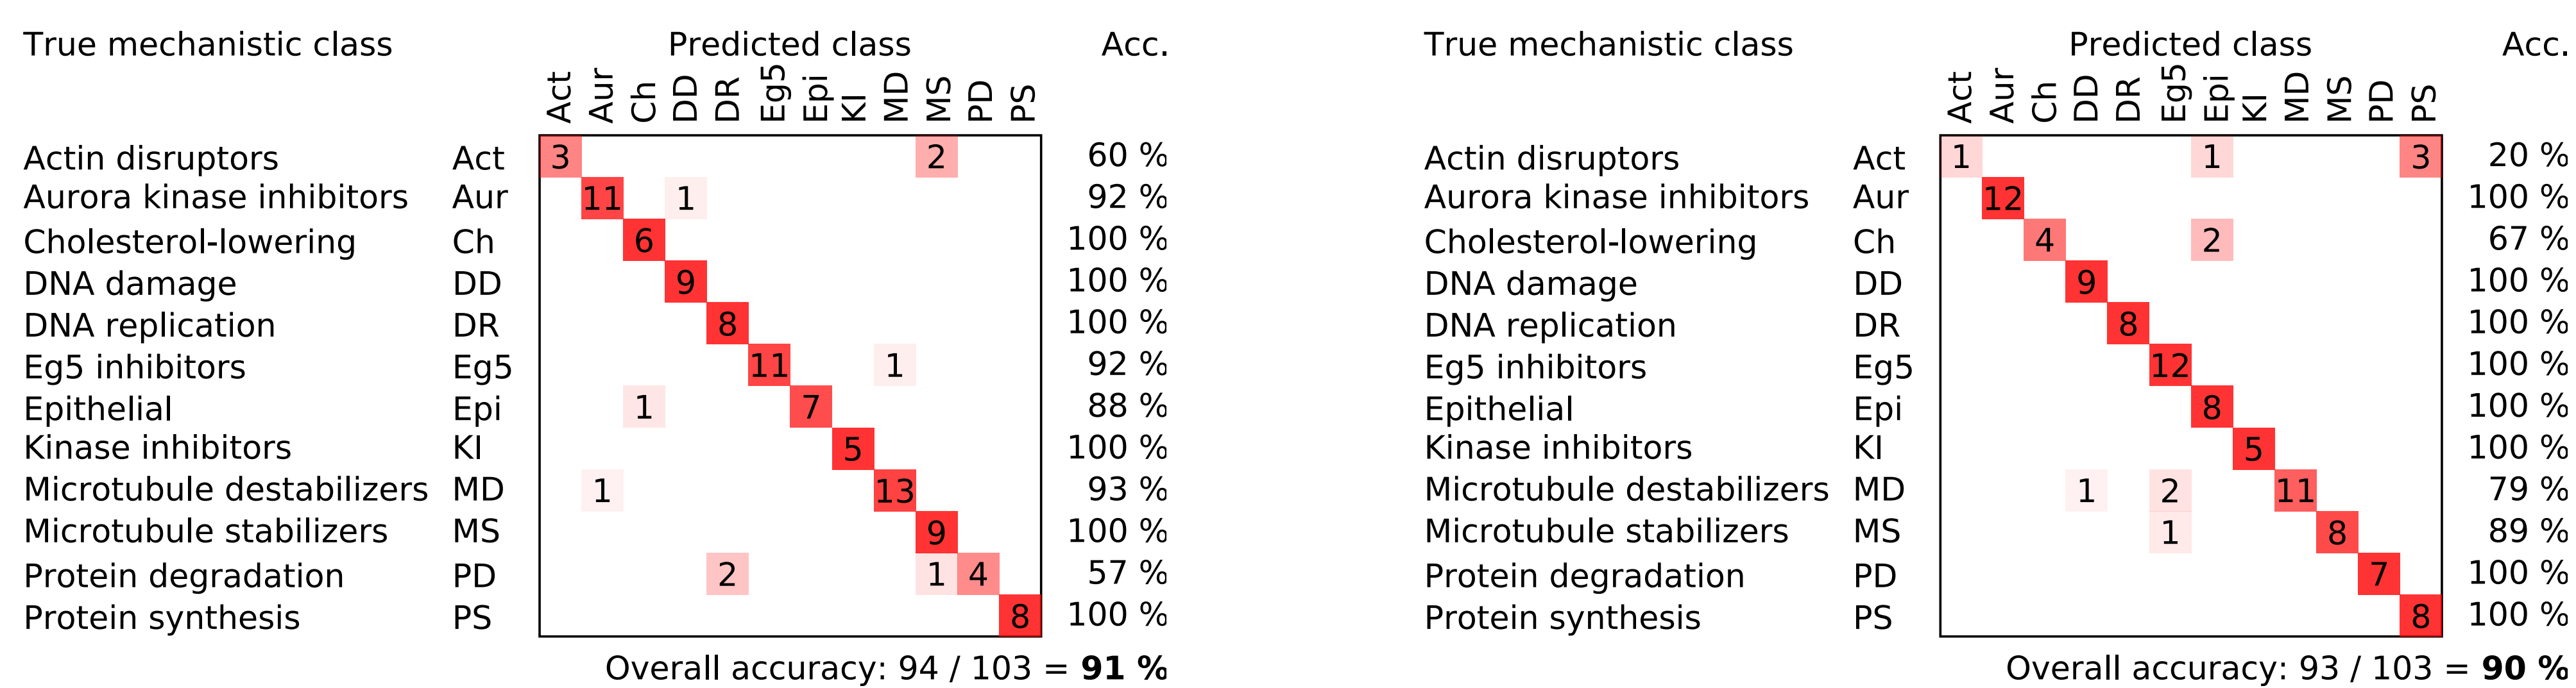 True mechanistic class Predicted class Acc.
Act Aur Ch DD DR Eg5 Epi KI MD MS PD PS
Actin disruptors Act 3 2 60 %
Aurora kinase inhibitors Aur 11 1 92 %
Cholesterol-lowering Ch 6 100 %
DNA damage DD 9 100 %
DNA replication DR 8 100 %
Eg5 inhibitors Eg5 11 1 92 %
Epithelial Epi 1 7 88 %
Kinase inhibitors KI 5 100 %
Microtubule destabilizers MD 1 13 93 %
Microtubule stabilizers MS 9 100 %
Protein degradation PD 2 1 4 57 %
Protein synthesis PS 8 100 %
Overall accuracy: 94 / 103 = 91 %
True mechanistic class Predicted class Acc.
Act Aur Ch DD DR Eg5 Epi KI MD MS PD PS
Actin disruptors Act 1 1 3 20 %
Aurora kinase inhibitors Aur 12 100 %
Cholesterol-lowering Ch 4 2 67 %
DNA damage DD 9 100 %
DNA replication DR 8 100 %
Eg5 inhibitors Eg5 12 100 %
Epithelial Epi 8 100 %
Kinase inhibitors KI 5 100 %
Microtubule destabilizers MD 1 2 11 79 %
Microtubule stabilizers MS 1 8 89 %
Protein degradation PD 7 100 %
Protein synthesis PS 8 100 %
Overall accuracy: 93 / 103 = 90 %